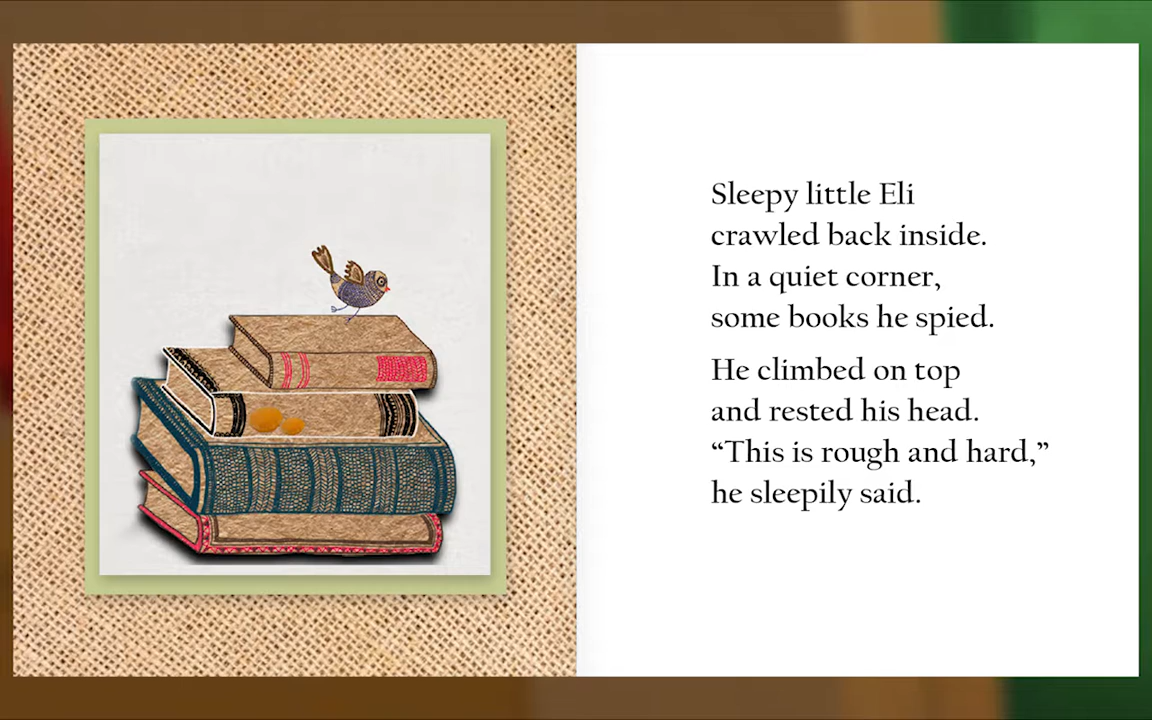 Sleepy little Eli
crawled back inside.
In a quiet corner,
some books he spied.
He climbed on top
and rested his head.
“This is rough and hard,”
he sleepily said.